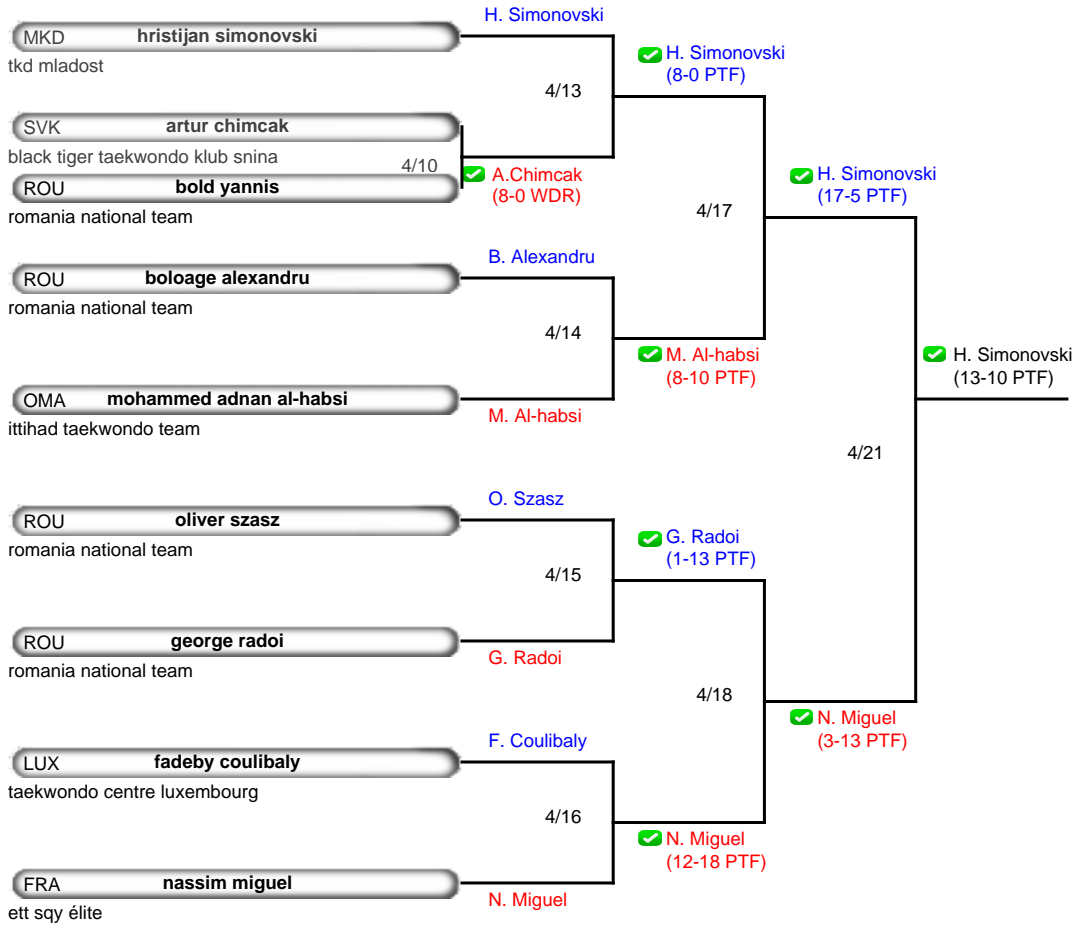 H. Simonovski
MKD hristijan simonovski
tkd mladost
H. Simonovski
(8-0 PTF)
4/13
SVK artur chimcak
black tiger taekwondo klub snina
4/10
A.Chimcak
(8-0 WDR)
ROU bold yannis
romania national team
H. Simonovski
(17-5 PTF)
4/17
B. Alexandru
ROU boloage alexandru
romania national team
4/14
M. Al-habsi
(8-10 PTF)
H. Simonovski
(13-10 PTF)
OMA mohammed adnan al-habsi
M. Al-habsi
ittihad taekwondo team
4/21
O. Szasz
ROU oliver szasz
romania national team
G. Radoi
(1-13 PTF)
4/15
ROU george radoi
G. Radoi
romania national team
4/18
N. Miguel
(3-13 PTF)
F. Coulibaly
LUX fadeby coulibaly
taekwondo centre luxembourg
4/16
N. Miguel
(12-18 PTF)
FRA nassim miguel
N. Miguel
ett sqy élite